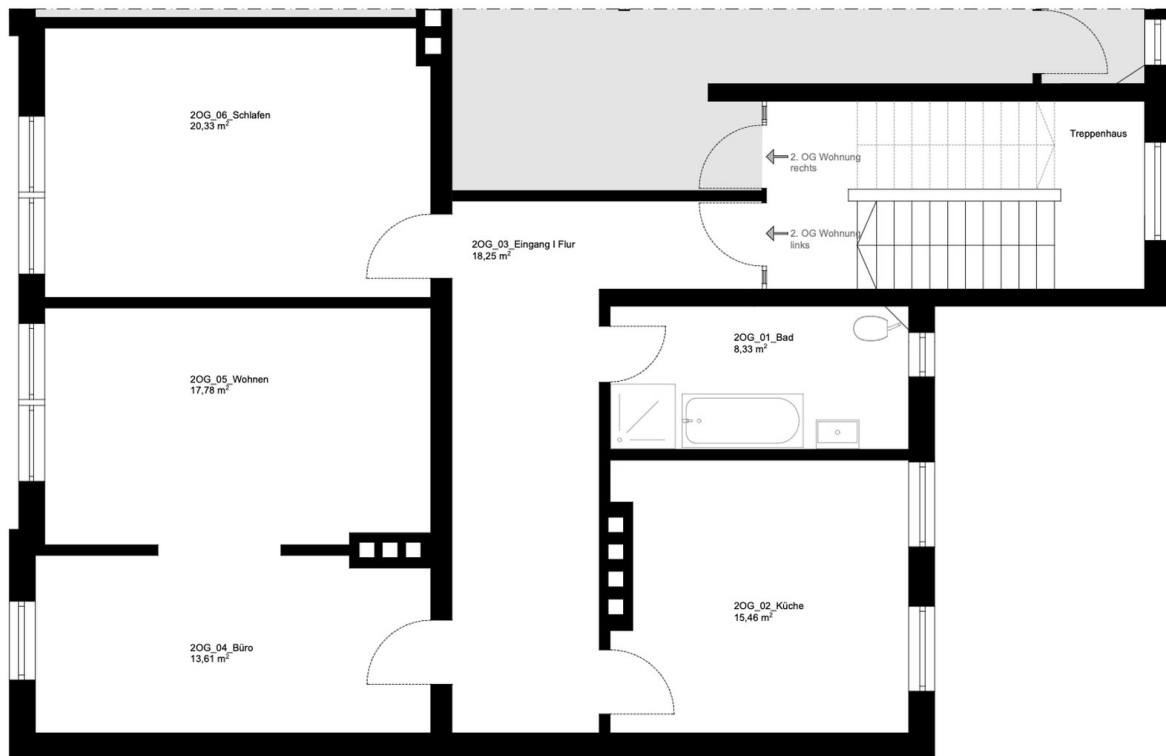 2OG_06_Schlafen
20,33 m²
Treppenhaus
2. OG Wohnung
rechts
2. OG Wohnung
links
2OG_03_Eingang I Flur
18,25 m²
2OG_01_Bad
8,33 m²
2OG_05_Wohnen
17,78 m²
2OG_02_Küche
15,46 m²
2OG_04_Büro
13,61 m²